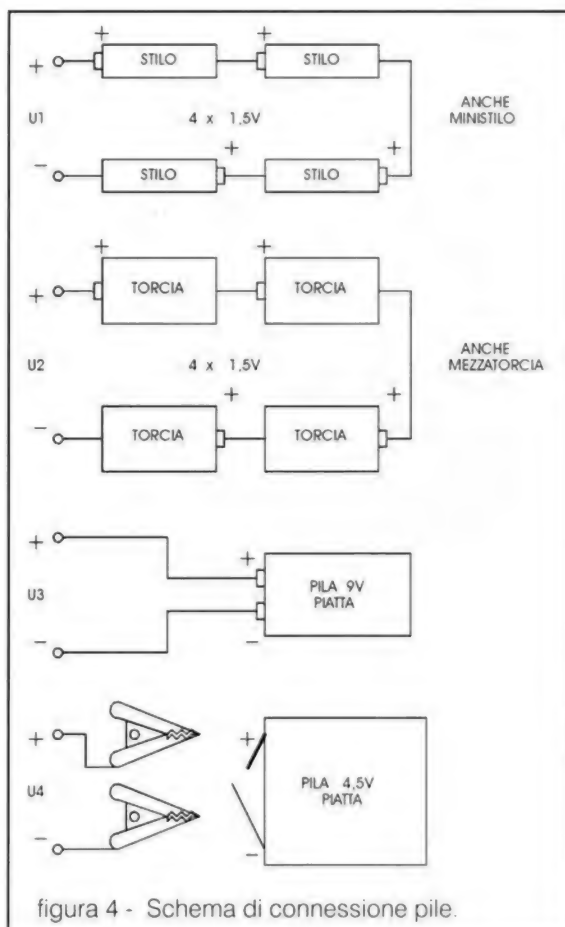 +
+
+ STILO STILO
U1 4 x 1,5V ANCHE
MINISTILO
+ +
- STILO STILO
+ +
+ TORCIA TORCIA
U2 4 x 1,5V ANCHE
MEZZATORCIA
+ +
- TORCIA TORCIA
+ +
U3 PILA 9V
PIATTA
- -
+ +
U4 PILA 4,5V
PIATTA
- -
figura 4 - Schema di connessione pile.